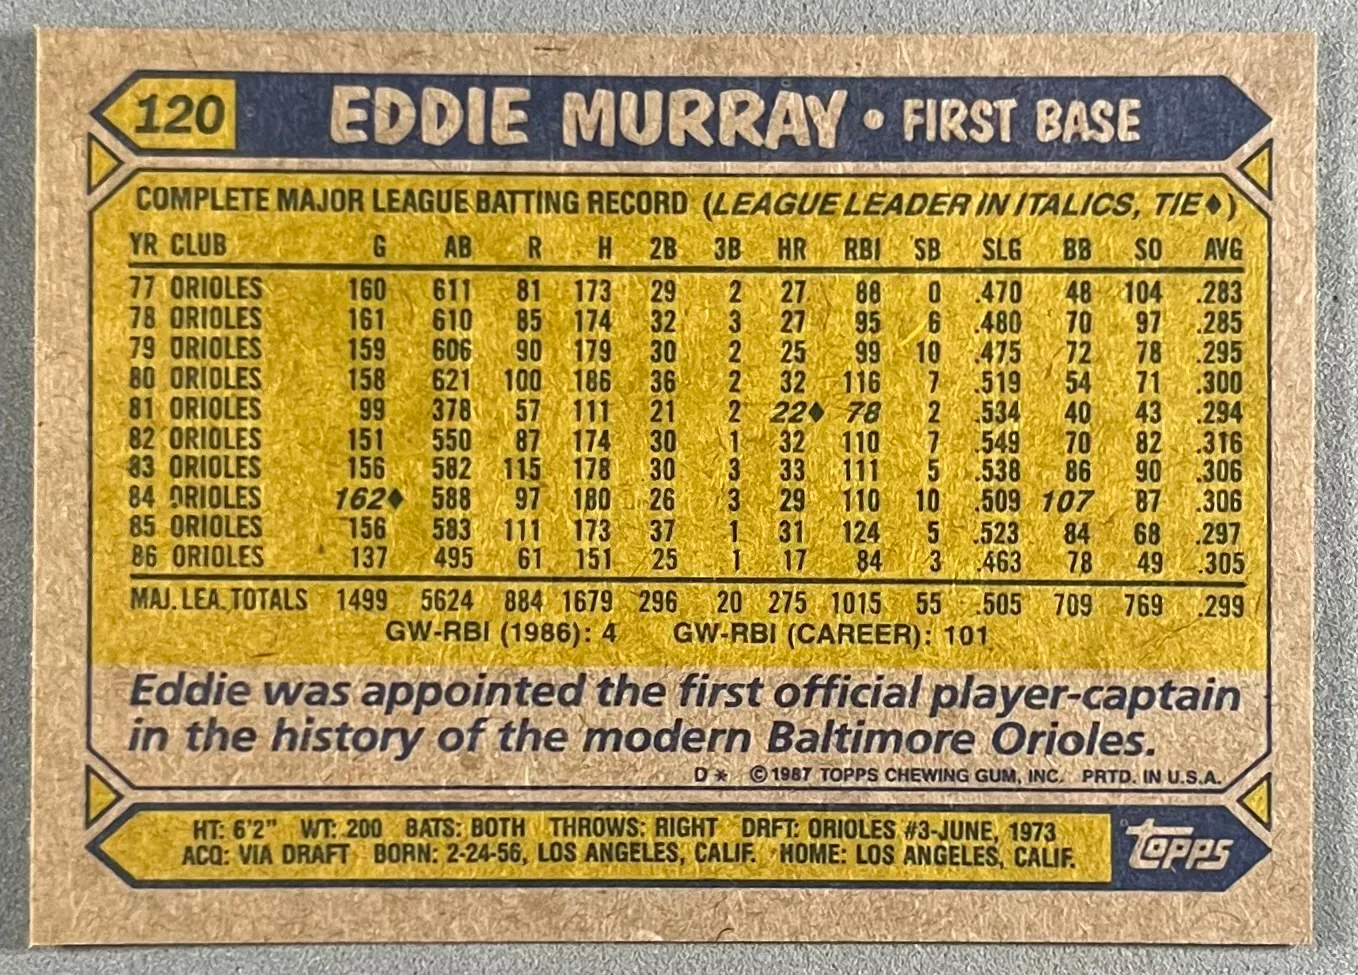 120 EDDIE MURRAY • FIRST BASE
COMPLETE MAJOR LEAGUE BATTING RECORD (LEAGUE LEADER IN ITALICS, TIE♦)
YR CLUB G AB R H 2B 3B HR RBI SB SLG BB SO AVG
77 ORIOLES 160 611 81 173 29 2 27 88 0 .470 48 104 .283
78 ORIOLES 161 610 85 174 32 3 27 95 6 .480 70 97 .285
79 ORIOLES 159 606 90 179 30 2 25 99 10 .475 72 78 .295
80 ORIOLES 158 621 100 186 36 2 32 116 7 .519 54 71 .300
81 ORIOLES 99 378 57 111 21 2 22♦ 78 2 .534 40 43 .294
82 ORIOLES 151 550 87 174 30 1 32 110 7 .549 70 82 .316
83 ORIOLES 156 582 115 178 30 3 33 111 5 .538 86 90 .306
84 ORIOLES 162♦ 588 97 180 26 3 29 110 10 .509 107 87 .306
85 ORIOLES 156 583 111 173 37 1 31 124 5 .523 84 68 .297
86 ORIOLES 137 495 61 151 25 1 17 84 3 .463 78 49 .305
MAJ. LEA. TOTALS 1499 5624 884 1679 296 20 275 1015 55 .505 709 769 .299
GW-RBI (1986): 4 GW-RBI (CAREER): 101
Eddie was appointed the first official player-captain
in the history of the modern Baltimore Orioles.
D* ©1987 TOPPS CHEWING GUM, INC. PRTD. IN U.S.A.
HT: 6'2" WT: 200 BATS: BOTH THROWS: RIGHT DRFT: ORIOLES #3-JUNE, 1973
ACQ: VIA DRAFT BORN: 2-24-56, LOS ANGELES, CALIF. HOME: LOS ANGELES, CALIF.
Topps